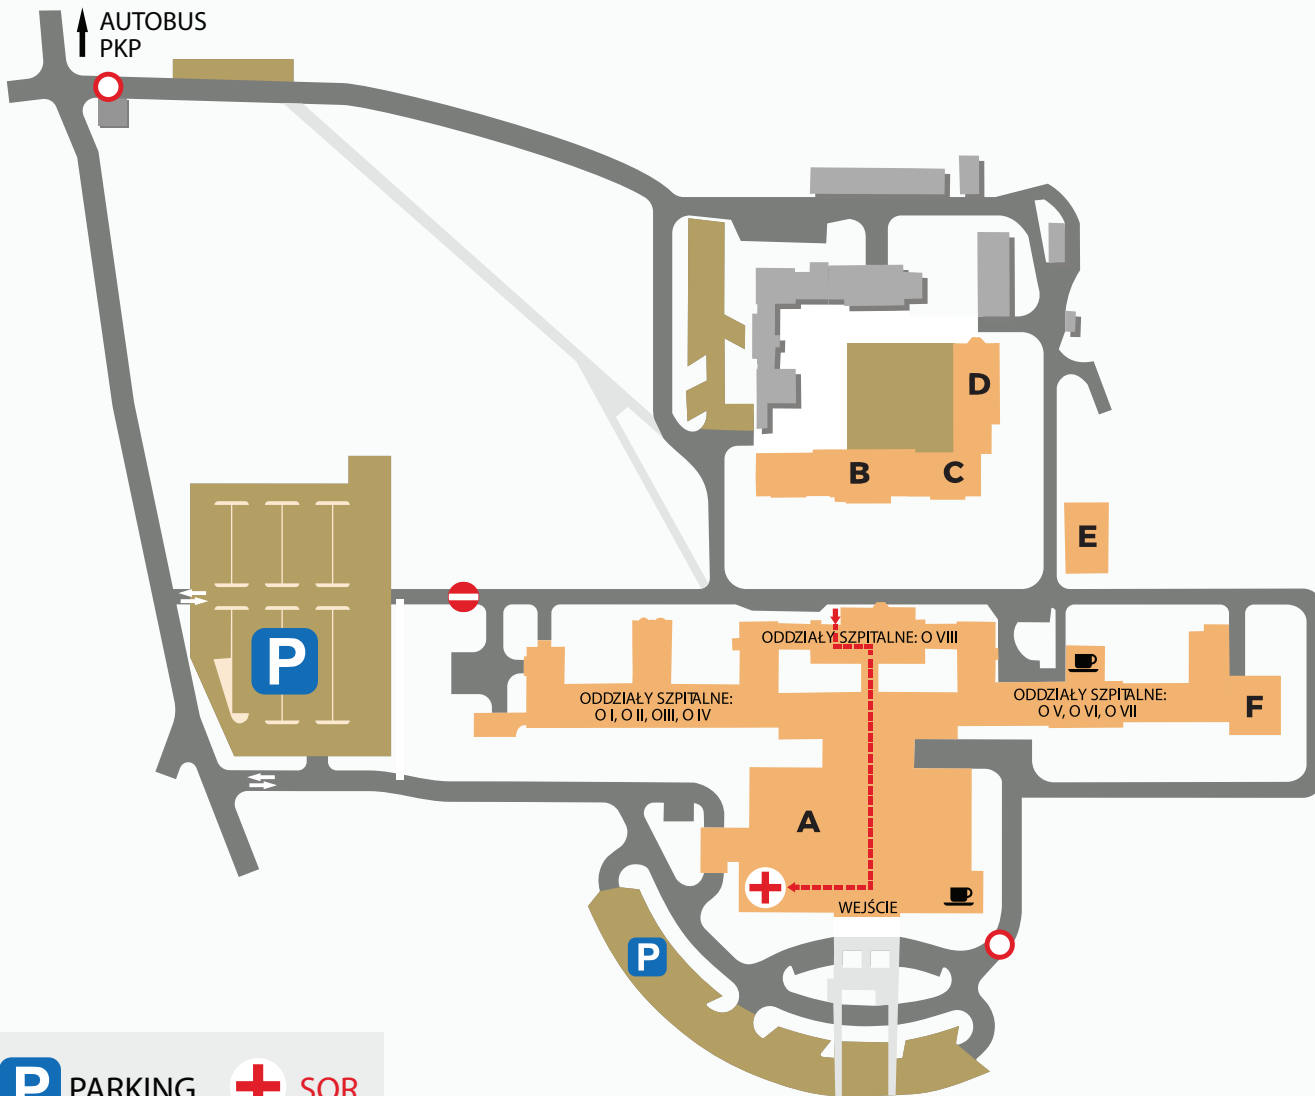 AUTOBUS
PKP
D
B
C
E
ODDZIAŁY SZPITALNE: O VIII
P
ODDZIAŁY SZPITALNE:
O I, O II, OIII, O IV
ODDZIAŁY SZPITALNE:
O V, O VI, O VII
F
A
WEJŚCIE
P
P PARKING
SOR